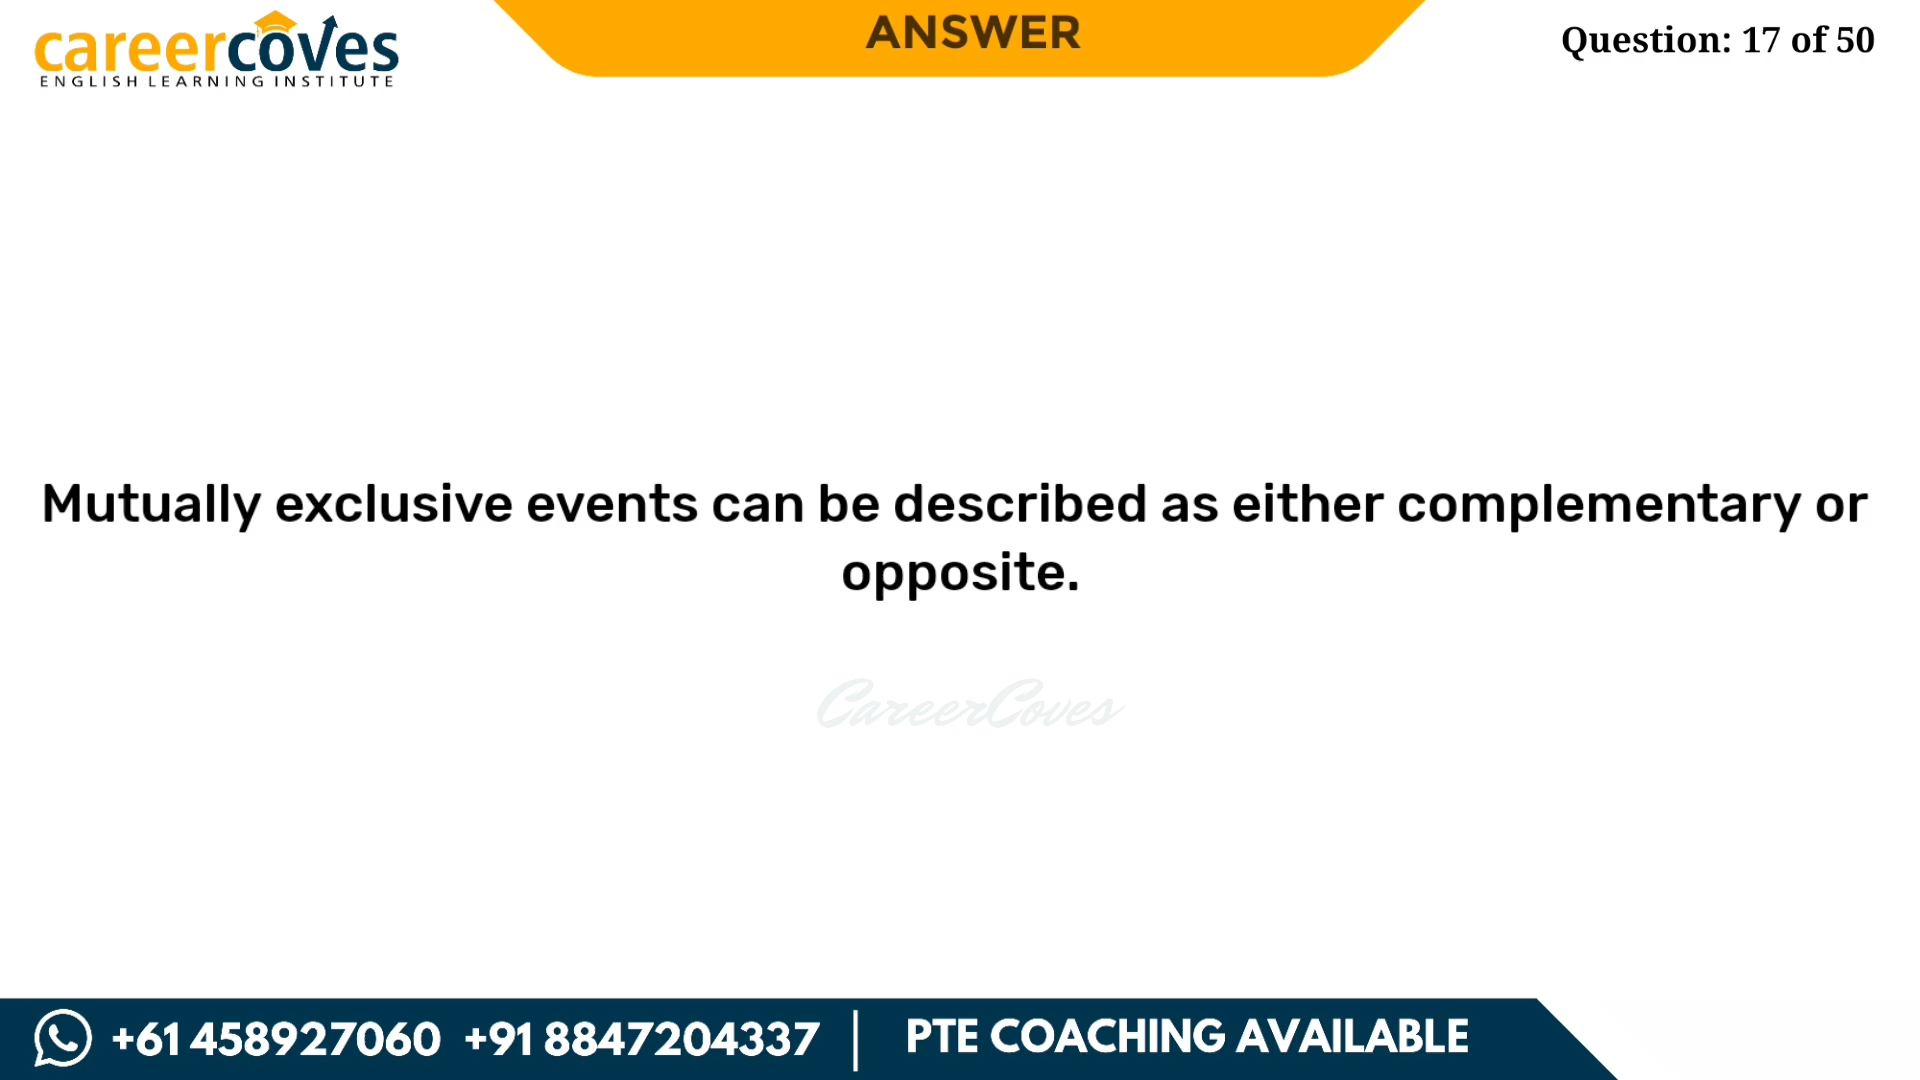 careercoves
ENGLISH LEARNING INSTITUTE
ANSWER
Question: 17 of 50
Mutually exclusive events can be described as either complementary or
opposite.
CareerCoves
+61 458927060 +91 8847204337 | PTE COACHING AVAILABLE